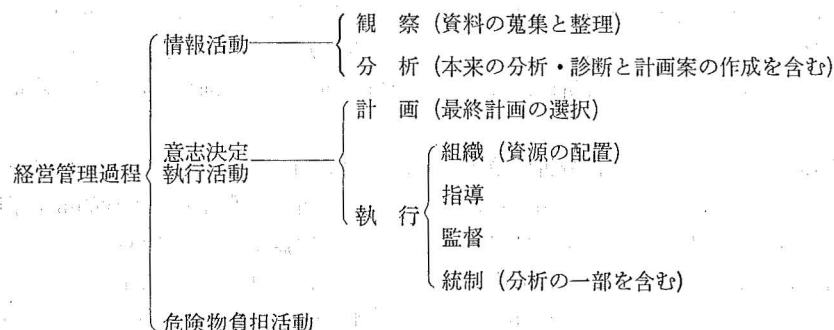 観 察 (資料の蒐集と整理)
情報活動
分 析 (本来の分析・診断と計画案の作成を含む)
計 画 (最終計画の選択)
意志決定
執行活動
組織 (資源の配置)
経営管理過程
指導
執 行
監督
統制 (分析の一部を含む)
危険物負担活動